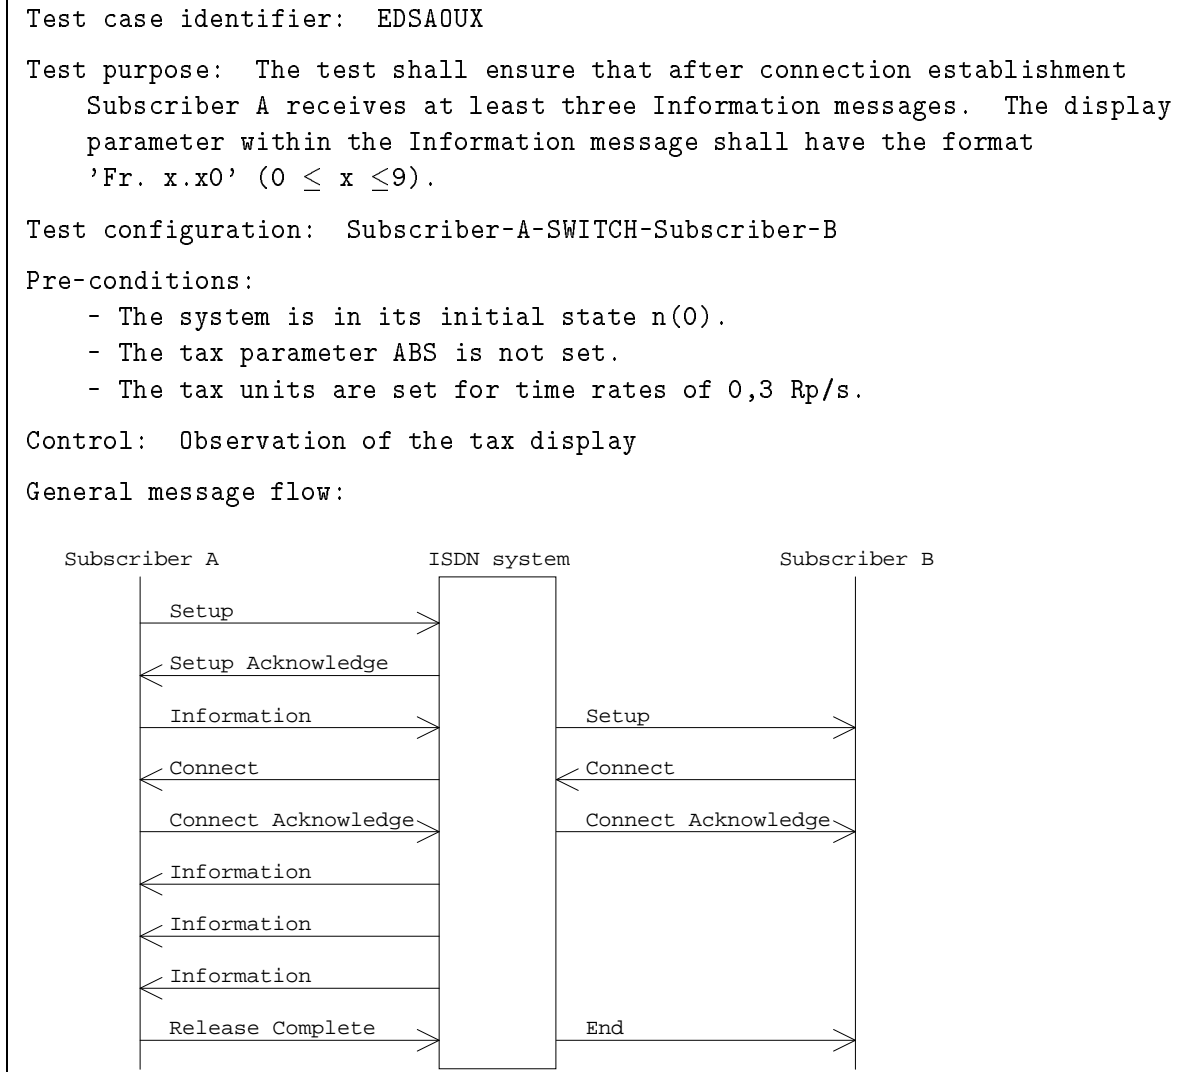 Test case identifier: EDSAOUX
Test purpose: The test shall ensure that after connection establishment
Subscriber A receives at least three Information messages. The display
parameter within the Information message shall have the format
'Fr. x.x0' (0 ≤ x ≤9).
Test configuration: Subscriber-A-SWITCH-Subscriber-B
Pre-conditions:
- The system is in its initial state n(0).
- The tax parameter ABS is not set.
- The tax units are set for time rates of 0,3 Rp/s.
Control: Observation of the tax display
General message flow:
Subscriber A ISDN system Subscriber B
Setup
Setup Acknowledge
Information Setup
Connect Connect
Connect Acknowledge Connect Acknowledge
Information
Information
Information
Release Complete End